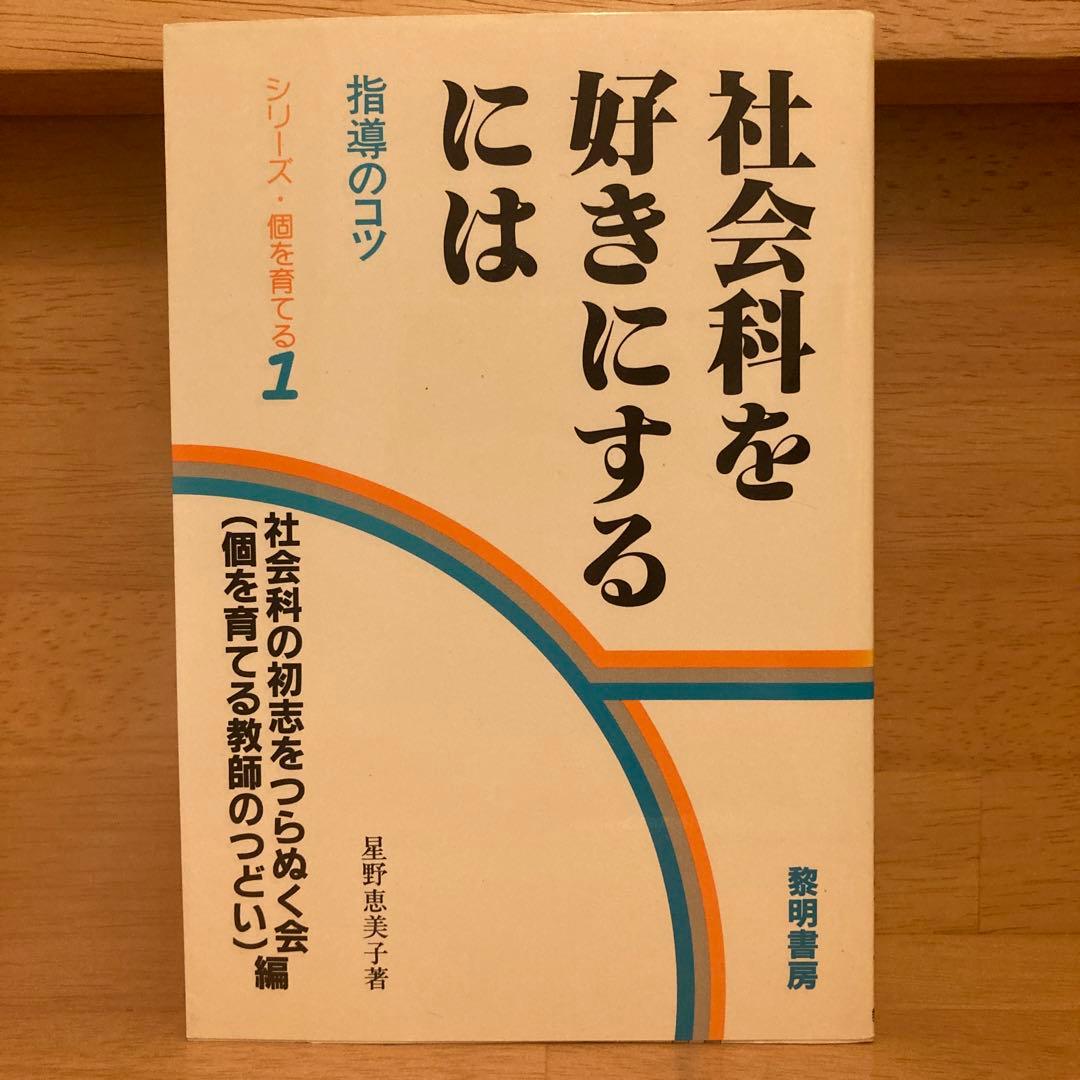 社会科を
好きにする
には
指導のコツ
シリーズ・個を育てる1
社会科の初志をつらぬく会
(個を育てる教師のつどい)編
星野恵美子著
黎明書房